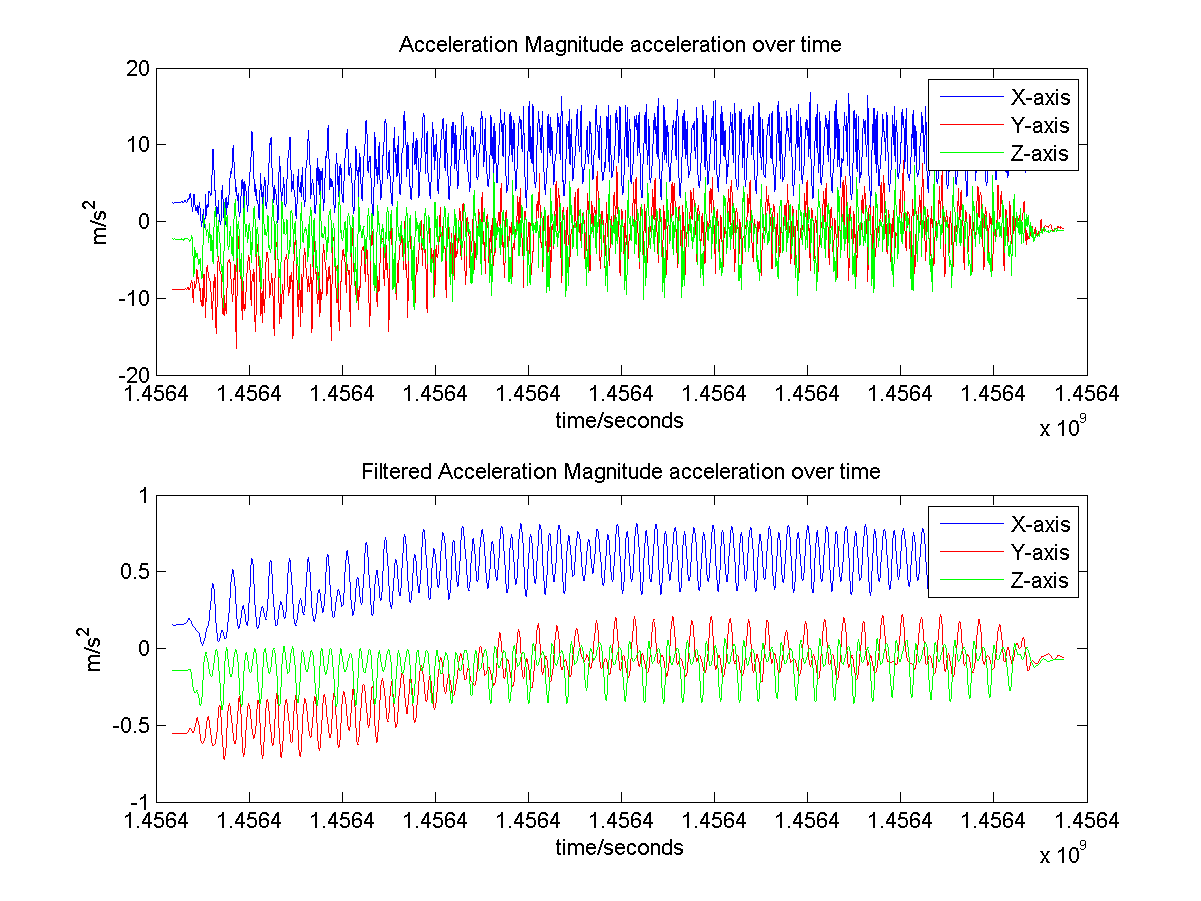 Acceleration Magnitude acceleration over time
20
10
0
-10
-20
m/s2
X-axis
Y-axis
Z-axis
1.4564 1.4564 1.4564 1.4564 1.4564 1.4564 1.4564 1.4564 1.4564 1.4564 1.4564
time/seconds
x 10^9
Filtered Acceleration Magnitude acceleration over time
1
0.5
0
-0.5
-1
m/s2
X-axis
Y-axis
Z-axis
1.4564 1.4564 1.4564 1.4564 1.4564 1.4564 1.4564 1.4564 1.4564 1.4564 1.4564
time/seconds
x 10^9